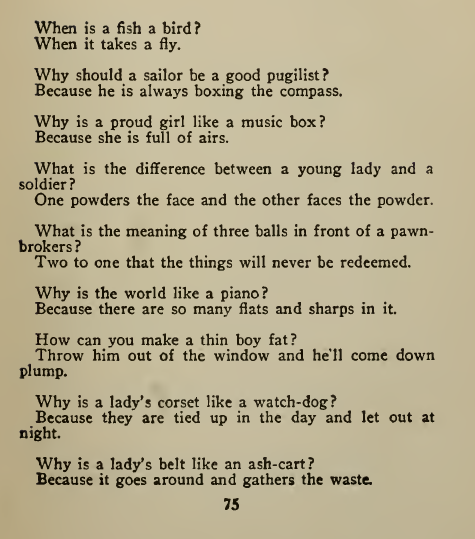 When is a fish a bird?
When it takes a fly.
Why should a sailor be a good pugilist?
Because he is always boxing the compass.
Why is a proud girl like a music box?
Because she is full of airs.
What is the difference between a young lady and a
soldier?
One powders the face and the other faces the powder.
What is the meaning of three balls in front of a pawn-
brokers?
Two to one that the things will never be redeemed.
Why is the world like a piano?
Because there are so many flats and sharps in it.
How can you make a thin boy fat?
Throw him out of the window and he'll come down
plump.
Why is a lady's corset like a watch-dog?
Because they are tied up in the day and let out at
night.
Why is a lady's belt like an ash-cart?
Because it goes around and gathers the waste.
75